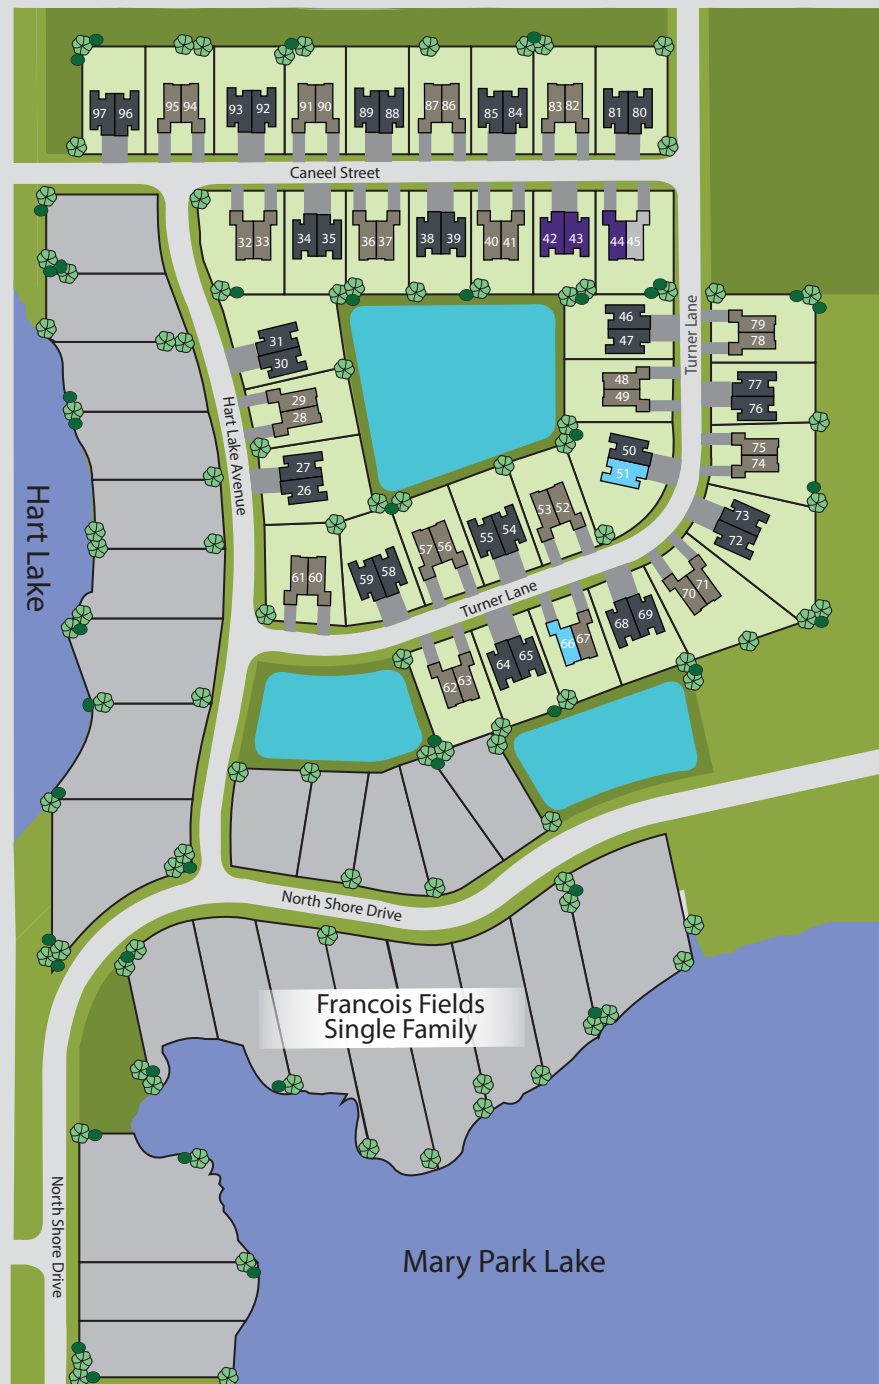 97 96 95 94 93 92 91 90 89 88 87 86 85 84 83 82 81 80
Caneel Street
32 33 34 35 36 37 38 39 40 41 42 43 44 45
31
30
29
28
27
26
Hart Lake Avenue
46
47
48
49
50
51
Turner Lane
79
78
77
76
75
74
73
72
61 60 59 58 57 56 55 54 53 52
Turner Lane
62 63 64 65 66 67 68 69 70 71
Hart Lake
North Shore Drive
Francois Fields
Single Family
North Shore Drive
Mary Park Lake